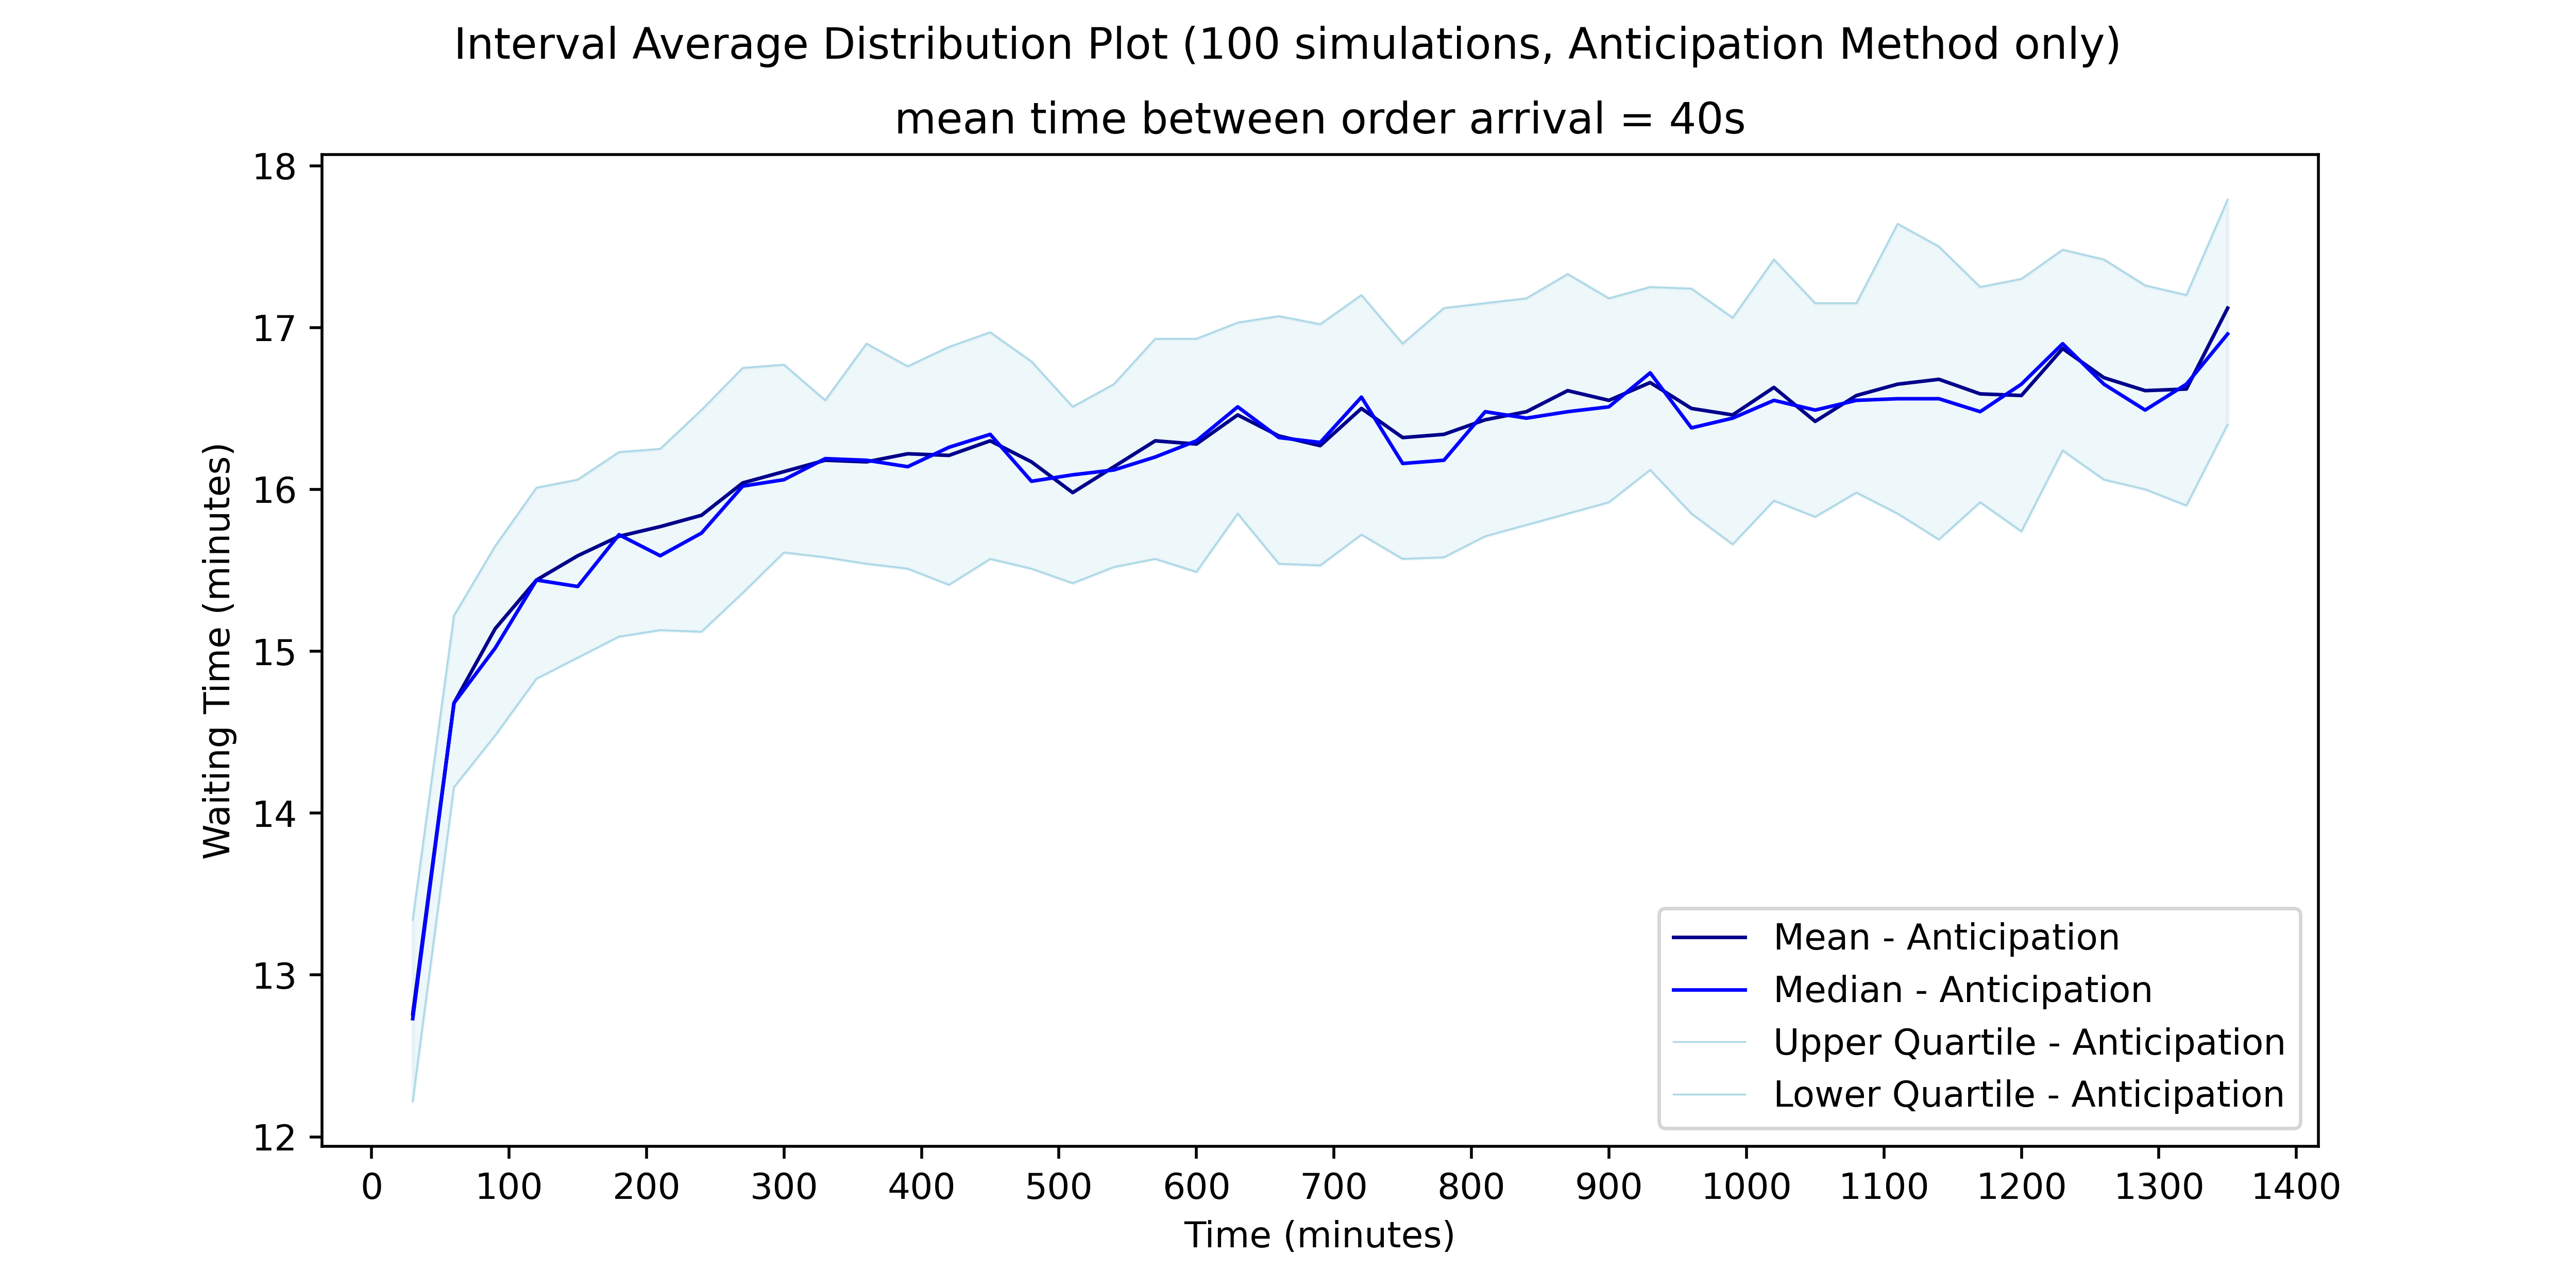 Interval Average Distribution Plot (100 simulations, Anticipation Method only)
mean time between order arrival = 40s
18
17
16
15
14
13
12
Waiting Time (minutes)
Mean - Anticipation
Median - Anticipation
Upper Quartile - Anticipation
Lower Quartile - Anticipation
0 100 200 300 400 500 600 700 800 900 1000 1100 1200 1300 1400
Time (minutes)